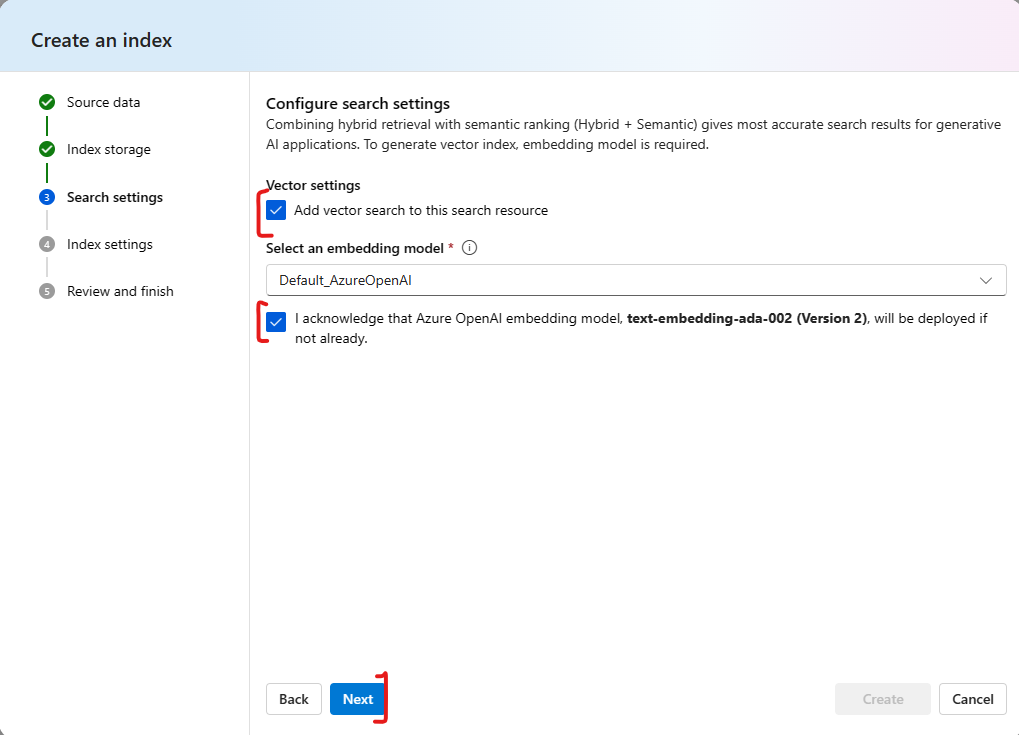 Create an index
Source data
Index storage
3 Search settings
4 Index settings
5 Review and finish
Configure search settings
Combining hybrid retrieval with semantic ranking (Hybrid + Semantic) gives most accurate search results for generative
AI applications. To generate vector index, embedding model is required.
Vector settings
Add vector search to this search resource
Select an embedding model *
Default_AzureOpenAI
I acknowledge that Azure OpenAI embedding model, text-embedding-ada-002 (Version 2), will be deployed if
not already.
Back Next Create Cancel